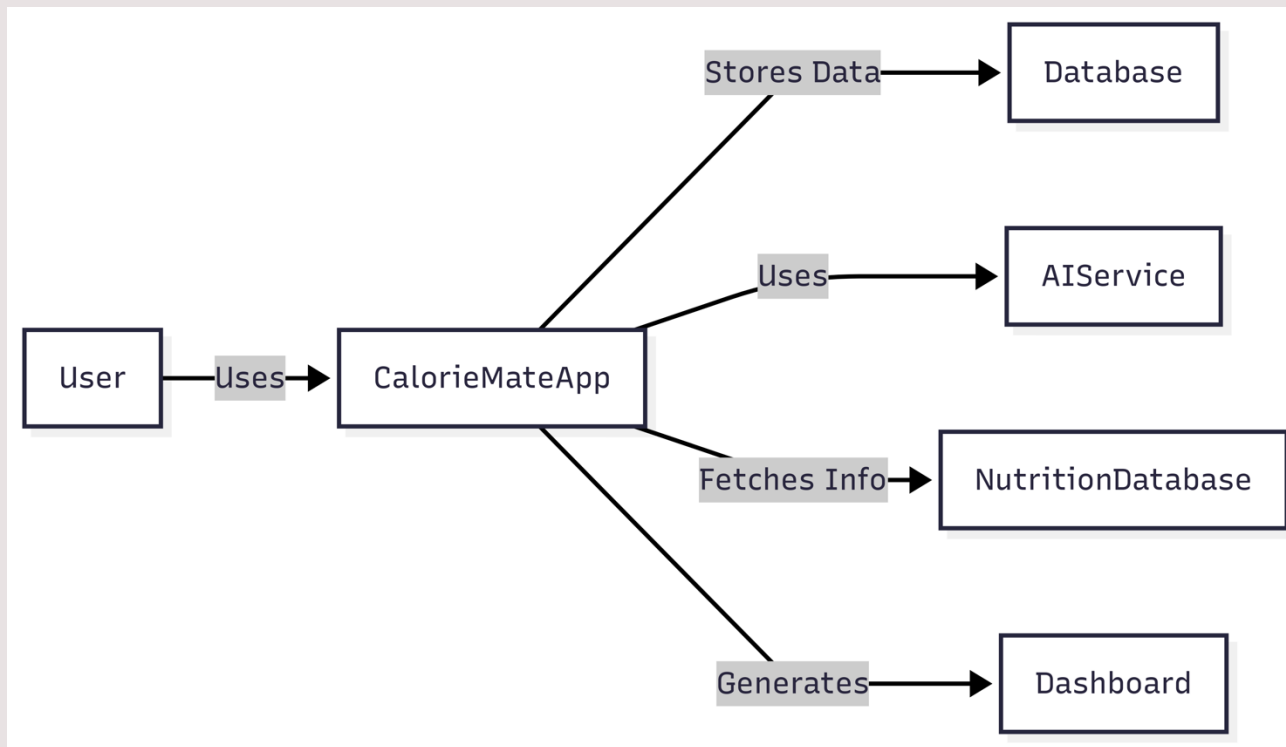 Stores Data
Database
Uses
AIService
User
Uses
CalorieMateApp
Fetches Info
NutritionDatabase
Generates
Dashboard